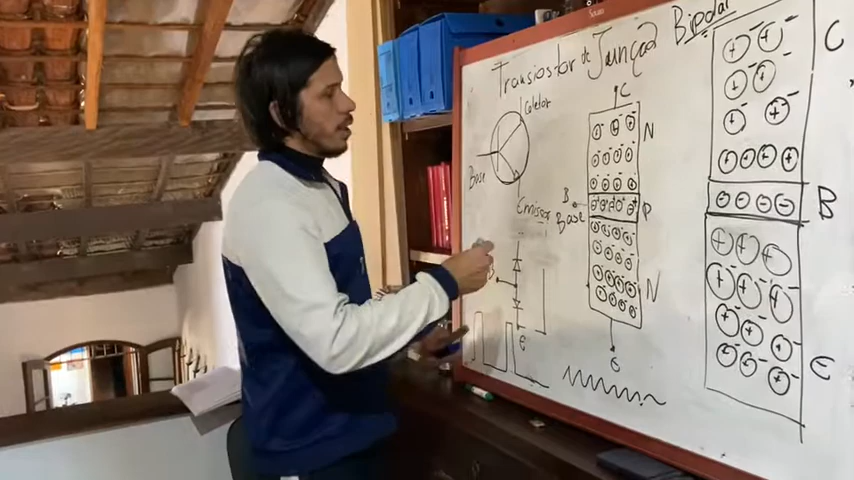 Transistor de Junção bipolar
Coletor
Base
Emissor
C
N
B
Base
P
N
E
C
B
E
C